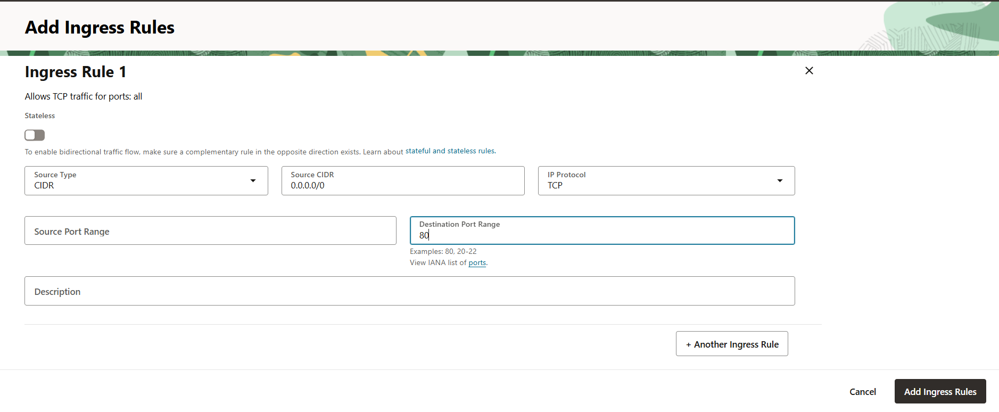 Add Ingress Rules
Ingress Rule 1
Allows TCP traffic for ports: all
Stateless
To enable bidirectional traffic flow, make sure a complementary rule in the opposite direction exists. Learn about stateful and stateless rules.
Source Type
CIDR
Source CIDR
0.0.0.0/0
IP Protocol
TCP
Source Port Range
Destination Port Range
80
Examples: 80, 20-22
View IANA list of ports.
Description
+ Another Ingress Rule
Cancel
Add Ingress Rules